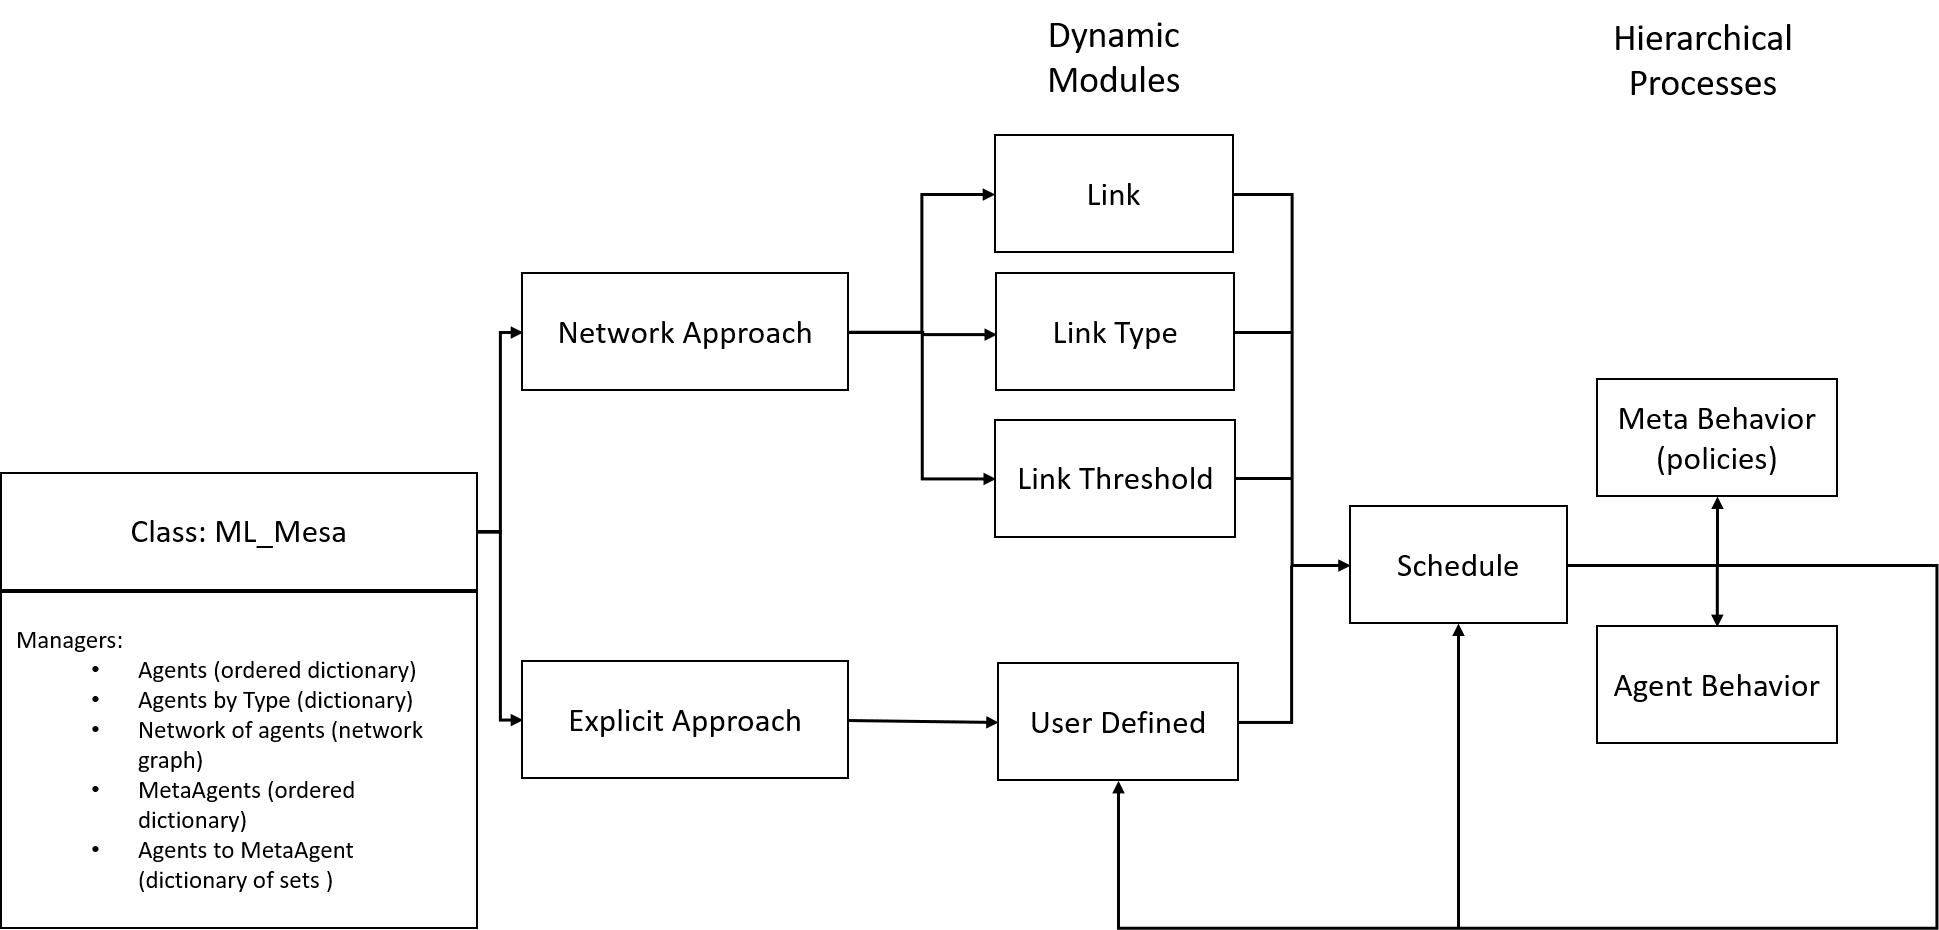 Dynamic
Modules
Hierarchical
Processes
Link
Network Approach
Link Type
Link Threshold
Meta Behavior
(policies)
Class: ML_Mesa
Schedule
Managers:
• Agents (ordered dictionary)
• Agents by Type (dictionary)
• Network of agents (network
graph)
• MetaAgents (ordered
dictionary)
• Agents to MetaAgent
(dictionary of sets )
Explicit Approach
User Defined
Agent Behavior